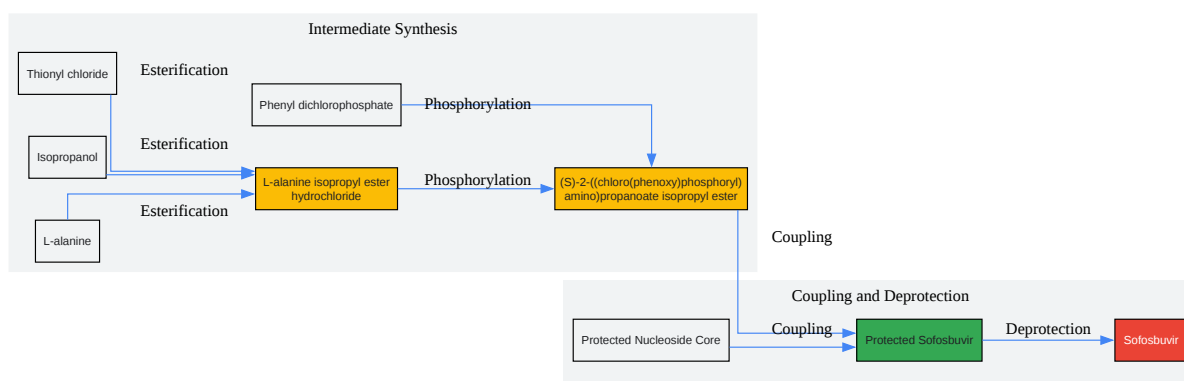 Intermediate Synthesis
Thionyl chloride
Esterification
Phenyl dichlorophosphate
Phosphorylation
Isopropanol
Esterification
L-alanine isopropyl ester
hydrochloride
Phosphorylation
(S)-2-((chloro(phenoxy)phosphoryl)
amino)propanoate isopropyl ester
Esterification
L-alanine
Coupling
Coupling and Deprotection
Protected Nucleoside Core
Coupling
Protected Sofosbuvir
Deprotection
Sofosbuvir